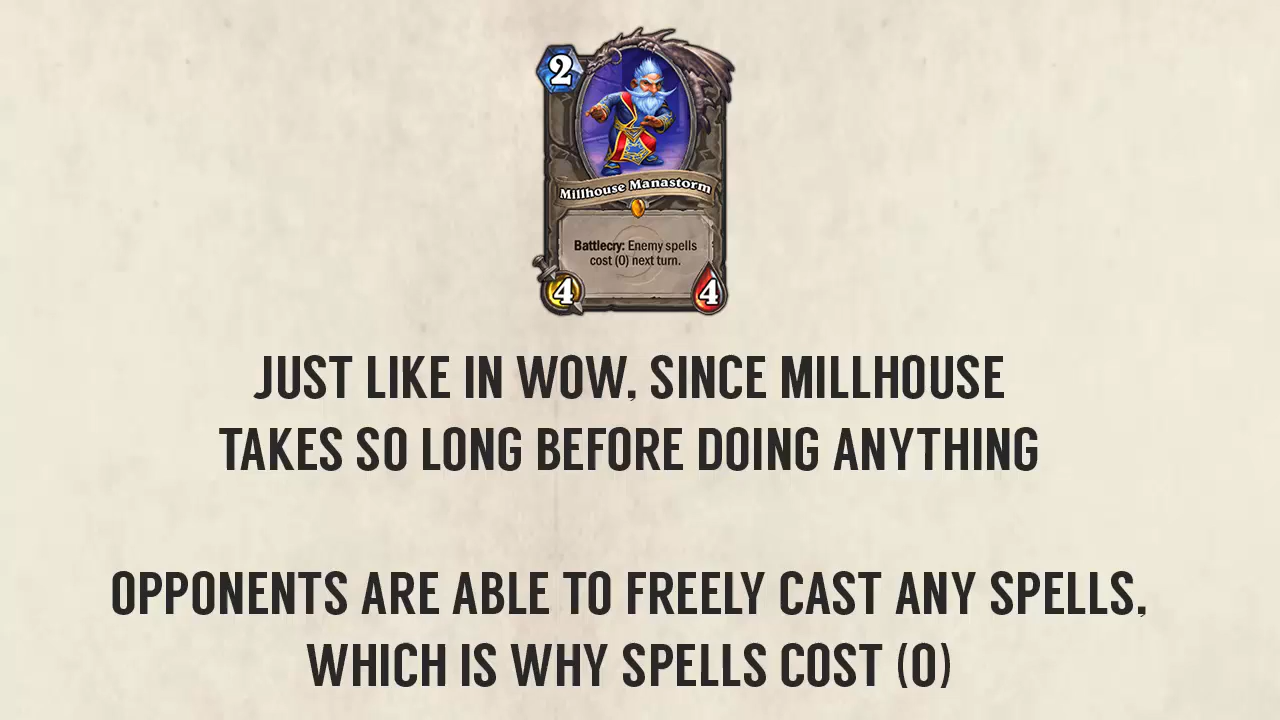 2
Millhouse Manastorm
Battlecry: Enemy spells
cost (0) next turn.
4
4
JUST LIKE IN WOW, SINCE MILLHOUSE
TAKES SO LONG BEFORE DOING ANYTHING
OPPONENTS ARE ABLE TO FREELY CAST ANY SPELLS,
WHICH IS WHY SPELLS COST (0)